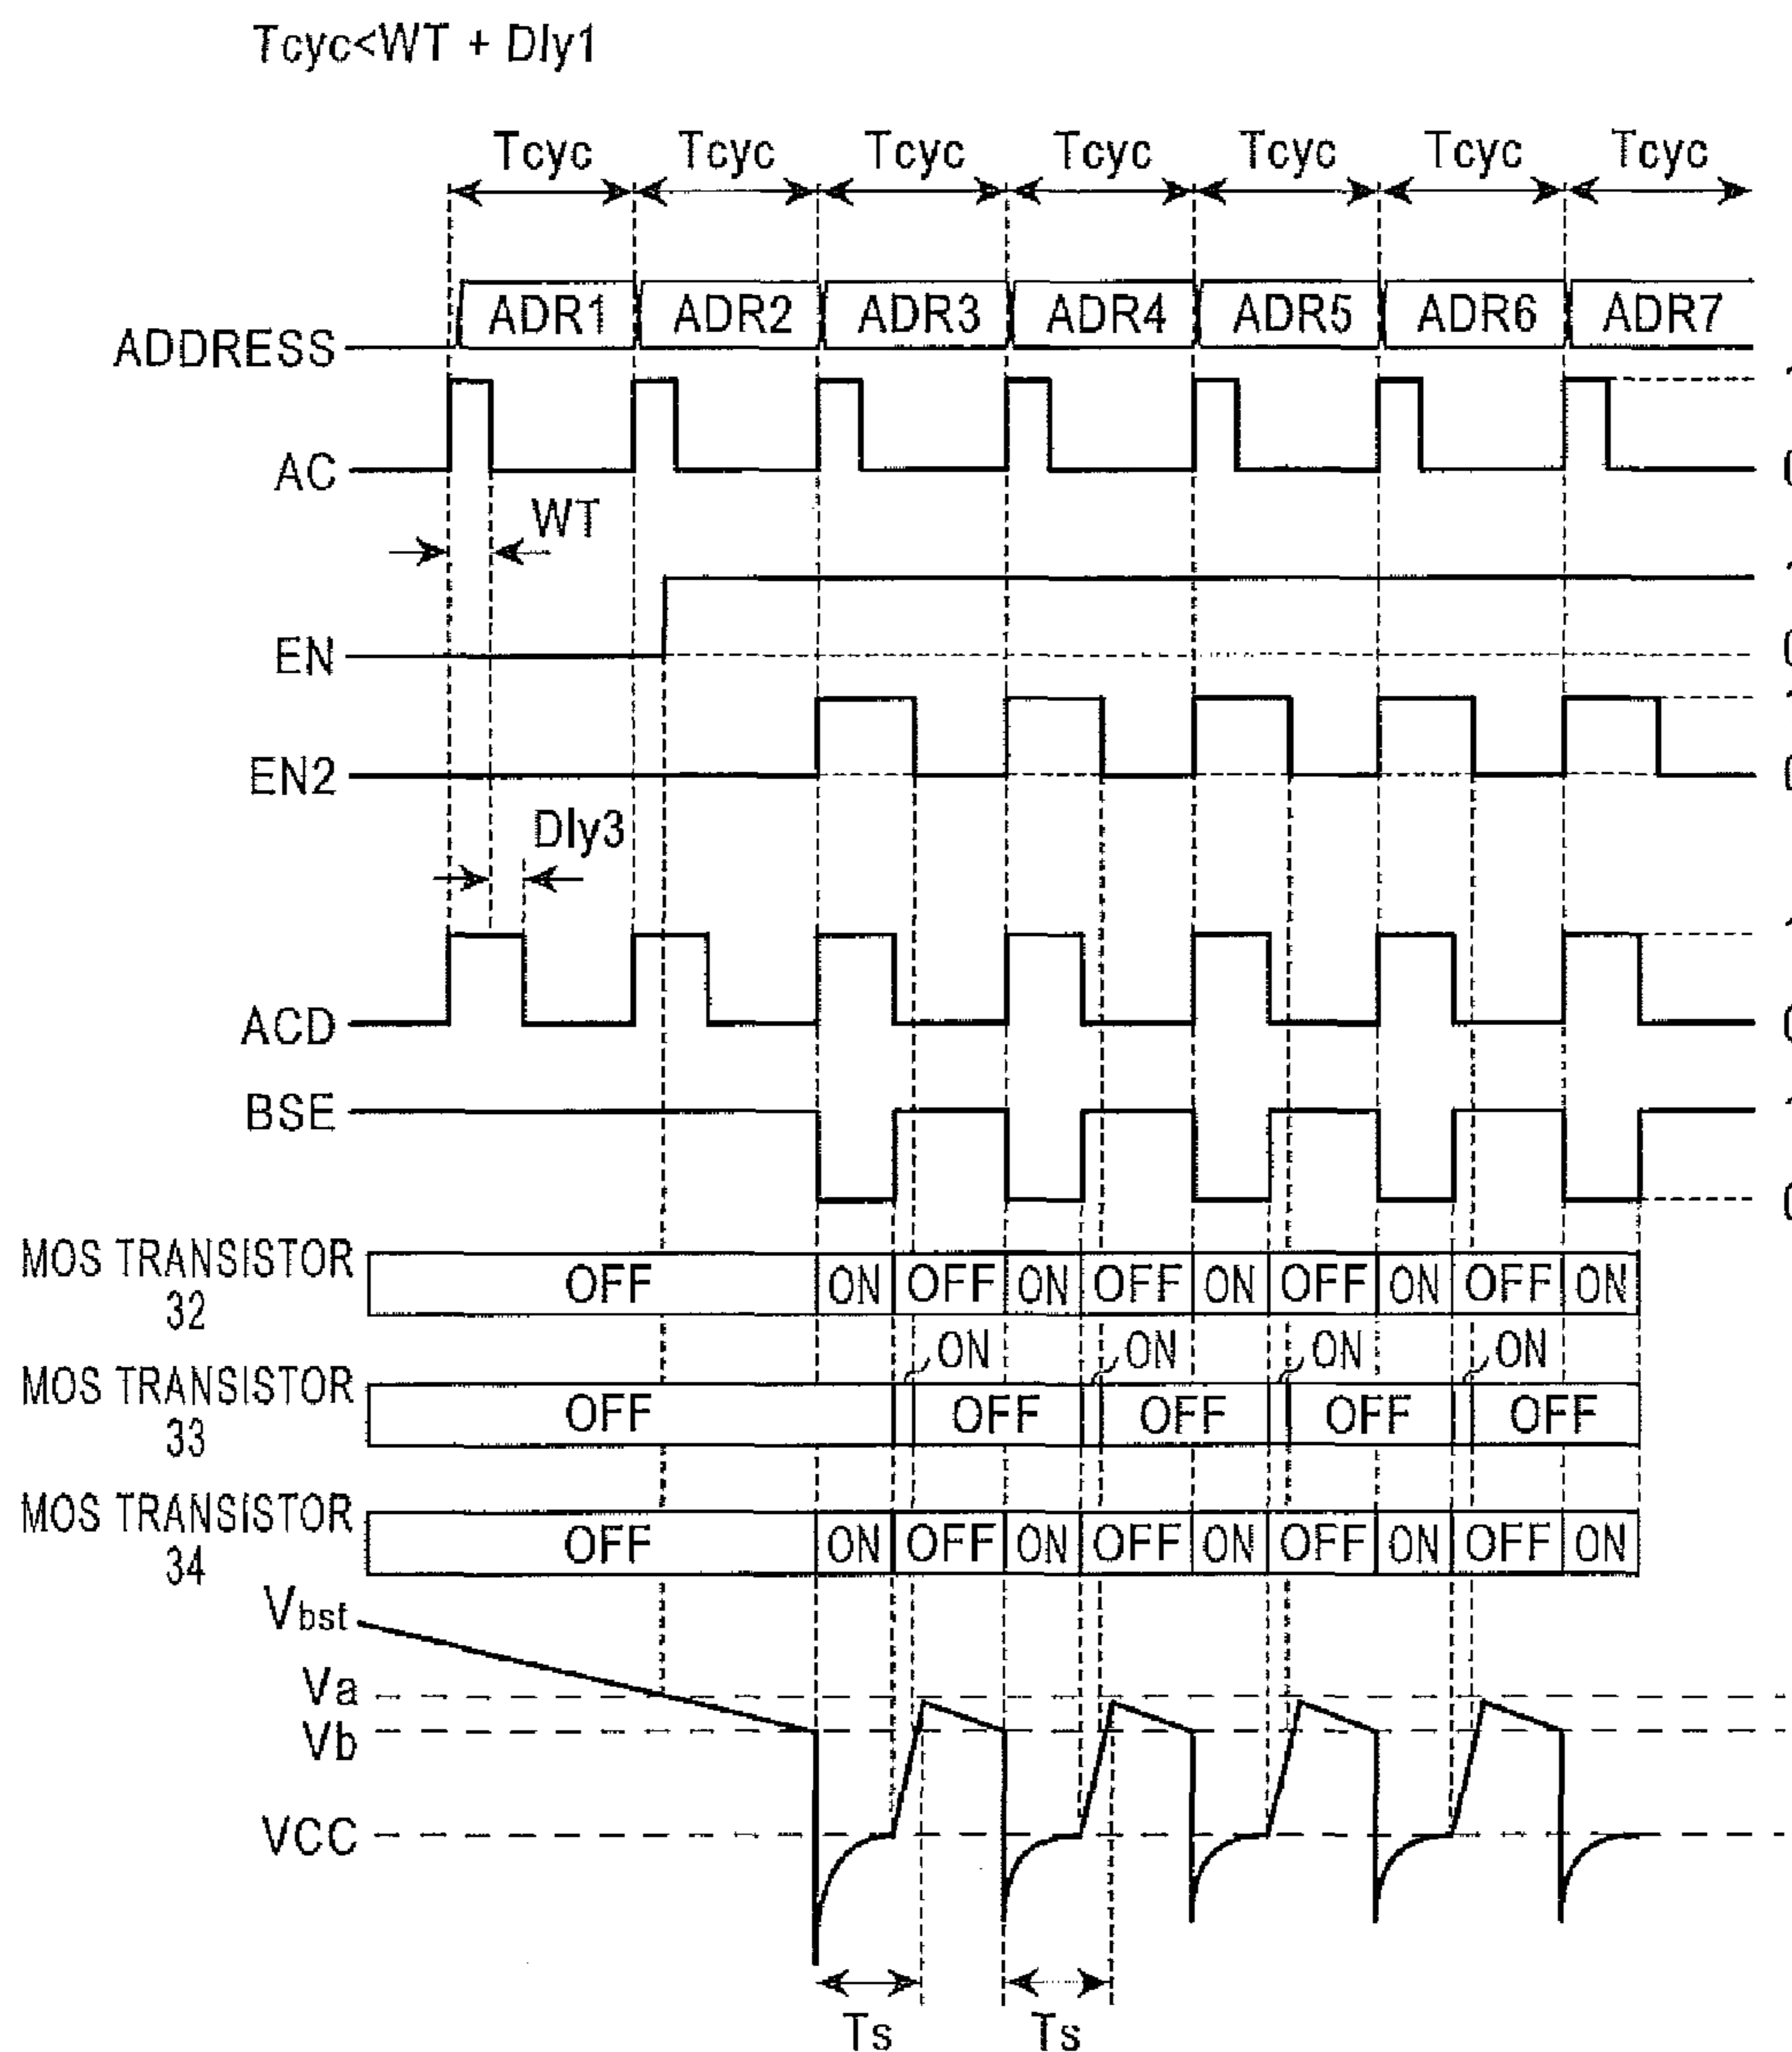 Tcyc<WT + Dly1
Tcyc Tcyc Tcyc Tcyc Tcyc Tcyc Tcyc
ADDRESS ADR1 ADR2 ADR3 ADR4 ADR5 ADR6 ADR7
AC
WT
EN
EN2
Dly3
ACD
BSE
MOS TRANSISTOR 32 OFF ON OFF ON OFF ON OFF ON OFF ON
ON ON ON ON
MOS TRANSISTOR 33 OFF OFF OFF OFF OFF
MOS TRANSISTOR 34 OFF ON OFF ON OFF ON OFF ON OFF ON
Vbst
Va
Vb
VCC
Ts Ts